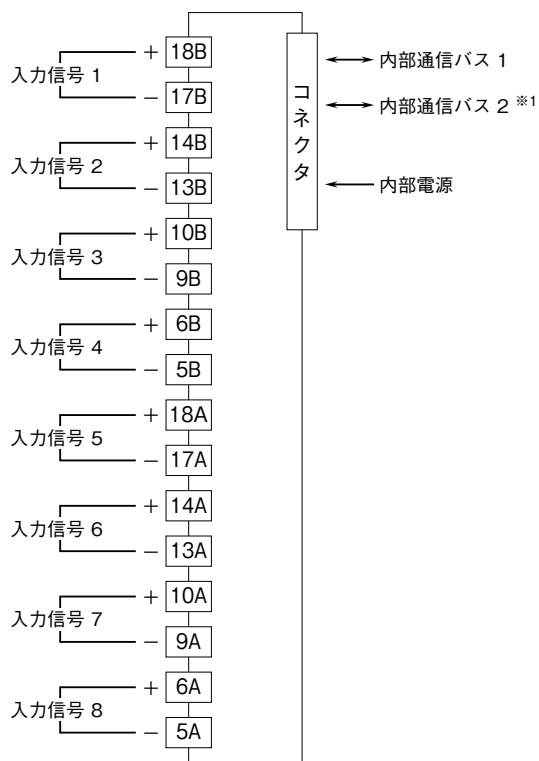 入力信号 1
+ 18B
− 17B
入力信号 2
+ 14B
− 13B
入力信号 3
+ 10B
− 9B
入力信号 4
+ 6B
− 5B
入力信号 5
+ 18A
− 17A
入力信号 6
+ 14A
− 13A
入力信号 7
+ 10A
− 9A
入力信号 8
+ 6A
− 5A
コネクタ
内部通信バス 1
内部通信バス 2 ※1
内部電源